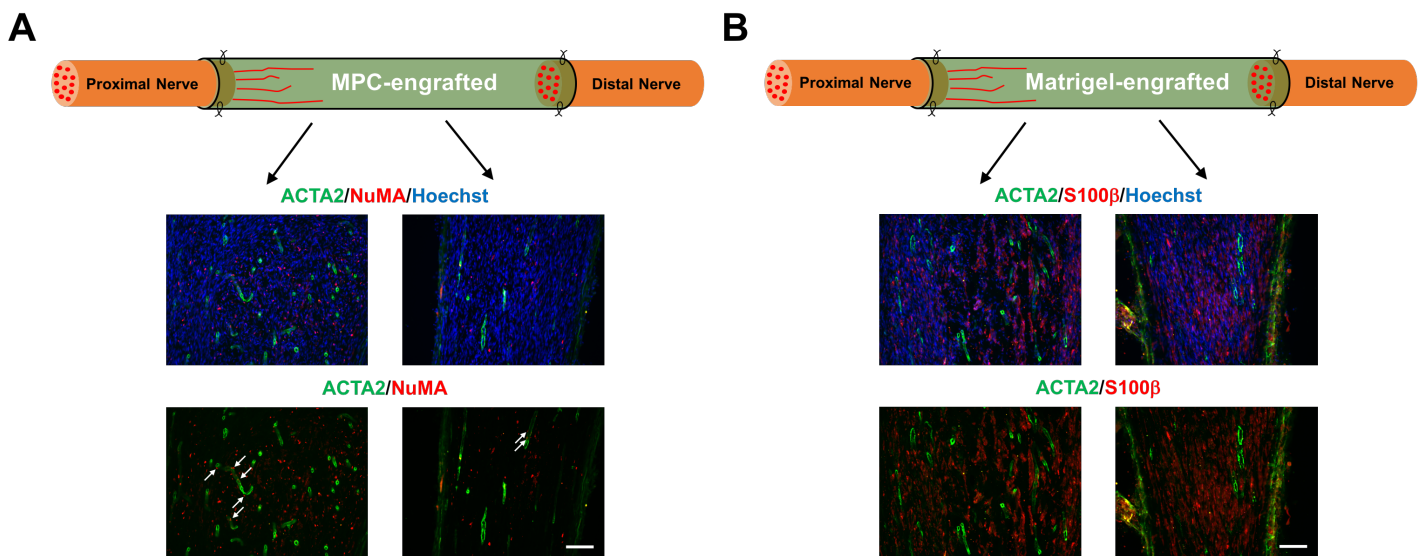 A
Proximal Nerve
MPC-engrafted
Distal Nerve
ACTA2/NuMA/Hoechst
ACTA2/NuMA
B
Proximal Nerve
Matrigel-engrafted
Distal Nerve
ACTA2/S100β/Hoechst
ACTA2/S100β